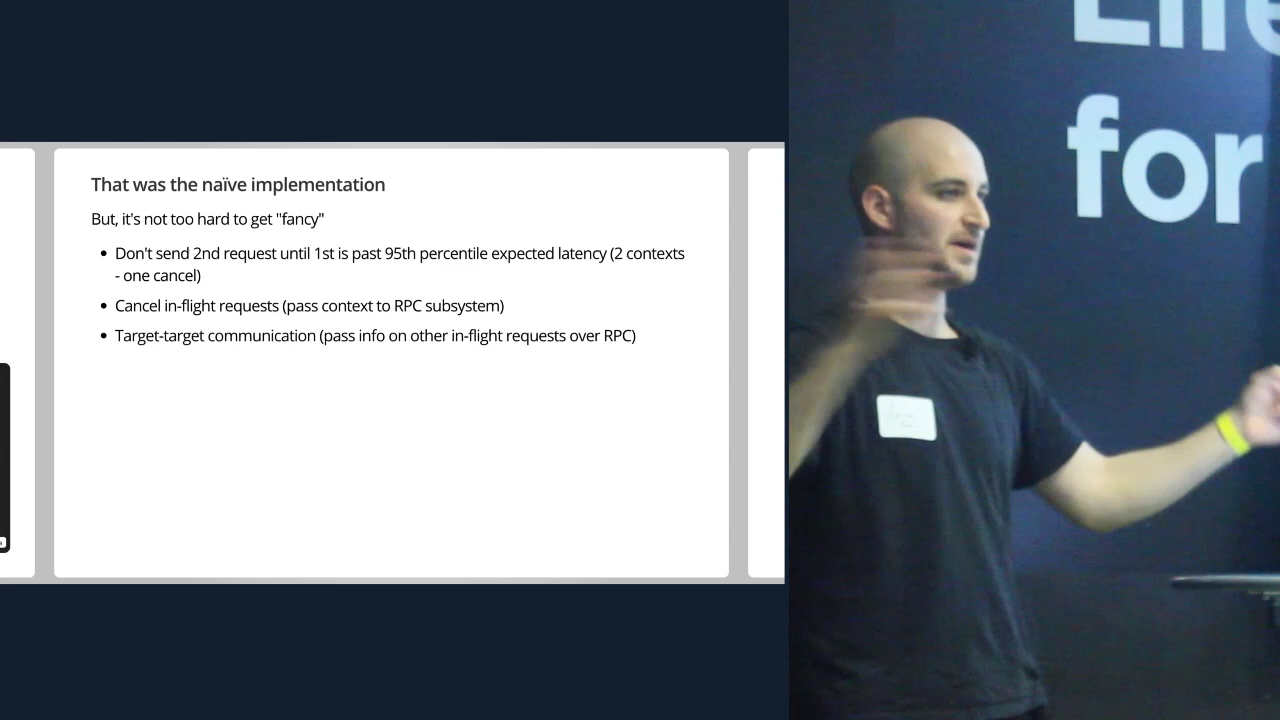 That was the naïve implementation
But, it's not too hard to get "fancy"
• Don't send 2nd request until 1st is past 95th percentile expected latency (2 contexts
- one cancel)
• Cancel in-flight requests (pass context to RPC subsystem)
• Target-target communication (pass info on other in-flight requests over RPC)
for